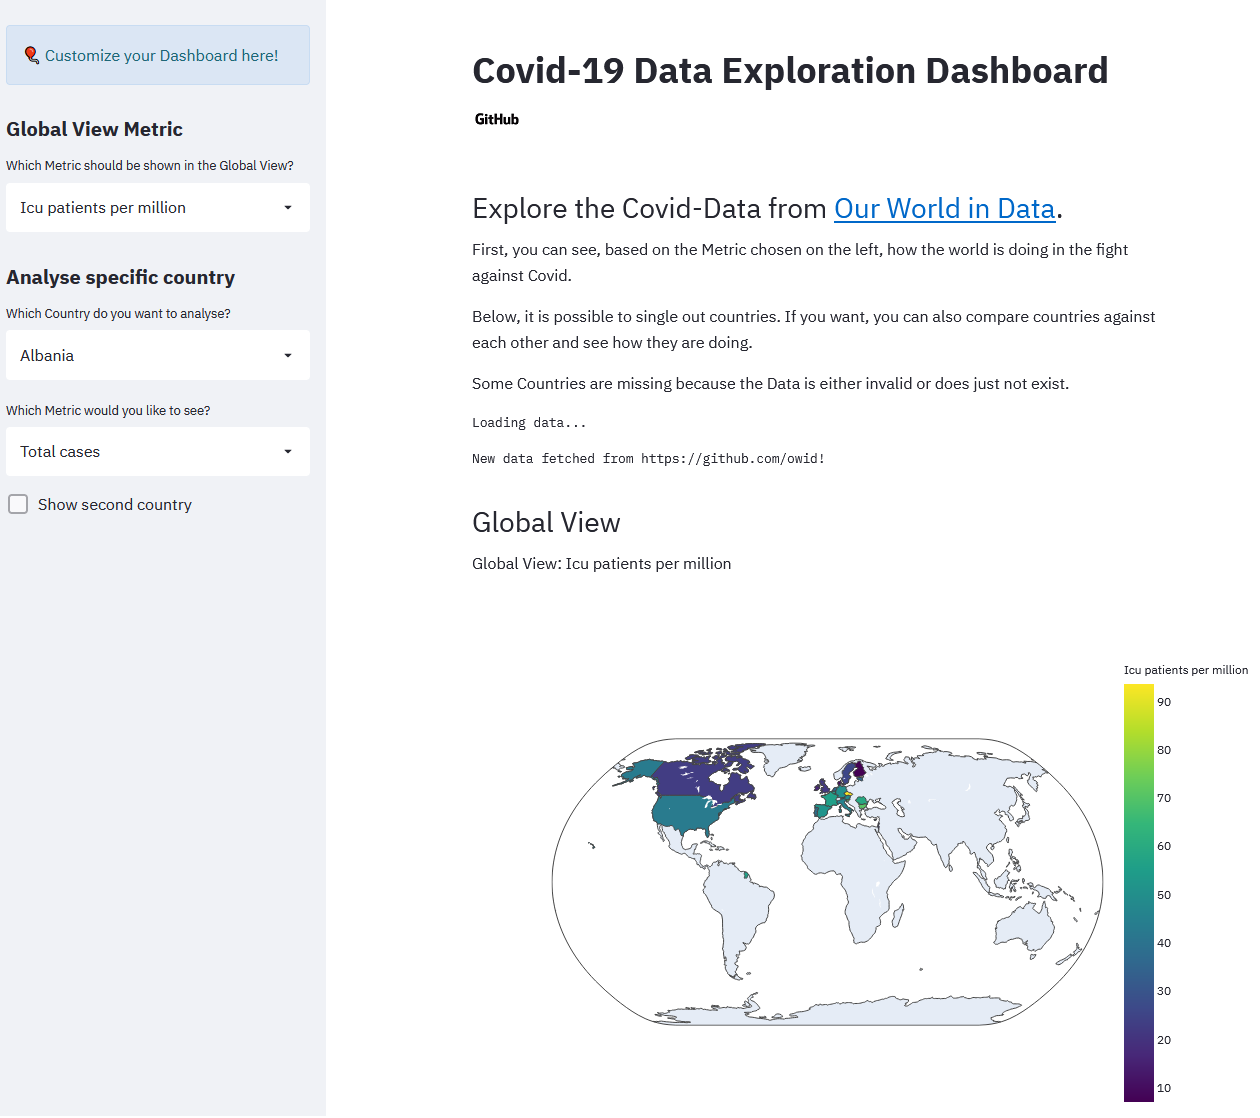 Customize your Dashboard here!
Global View Metric
Which Metric should be shown in the Global View?
Icu patients per million
Analyse specific country
Which Country do you want to analyse?
Albania
Which Metric would you like to see?
Total cases
Show second country
Covid-19 Data Exploration Dashboard
GitHub
Explore the Covid-Data from Our World in Data.
First, you can see, based on the Metric chosen on the left, how the world is doing in the fight
against Covid.
Below, it is possible to single out countries. If you want, you can also compare countries against
each other and see how they are doing.
Some Countries are missing because the Data is either invalid or does just not exist.
Loading data...
New data fetched from https://github.com/owid!
Global View
Global View: Icu patients per million
Icu patients per million
90
80
70
60
50
40
30
20
10